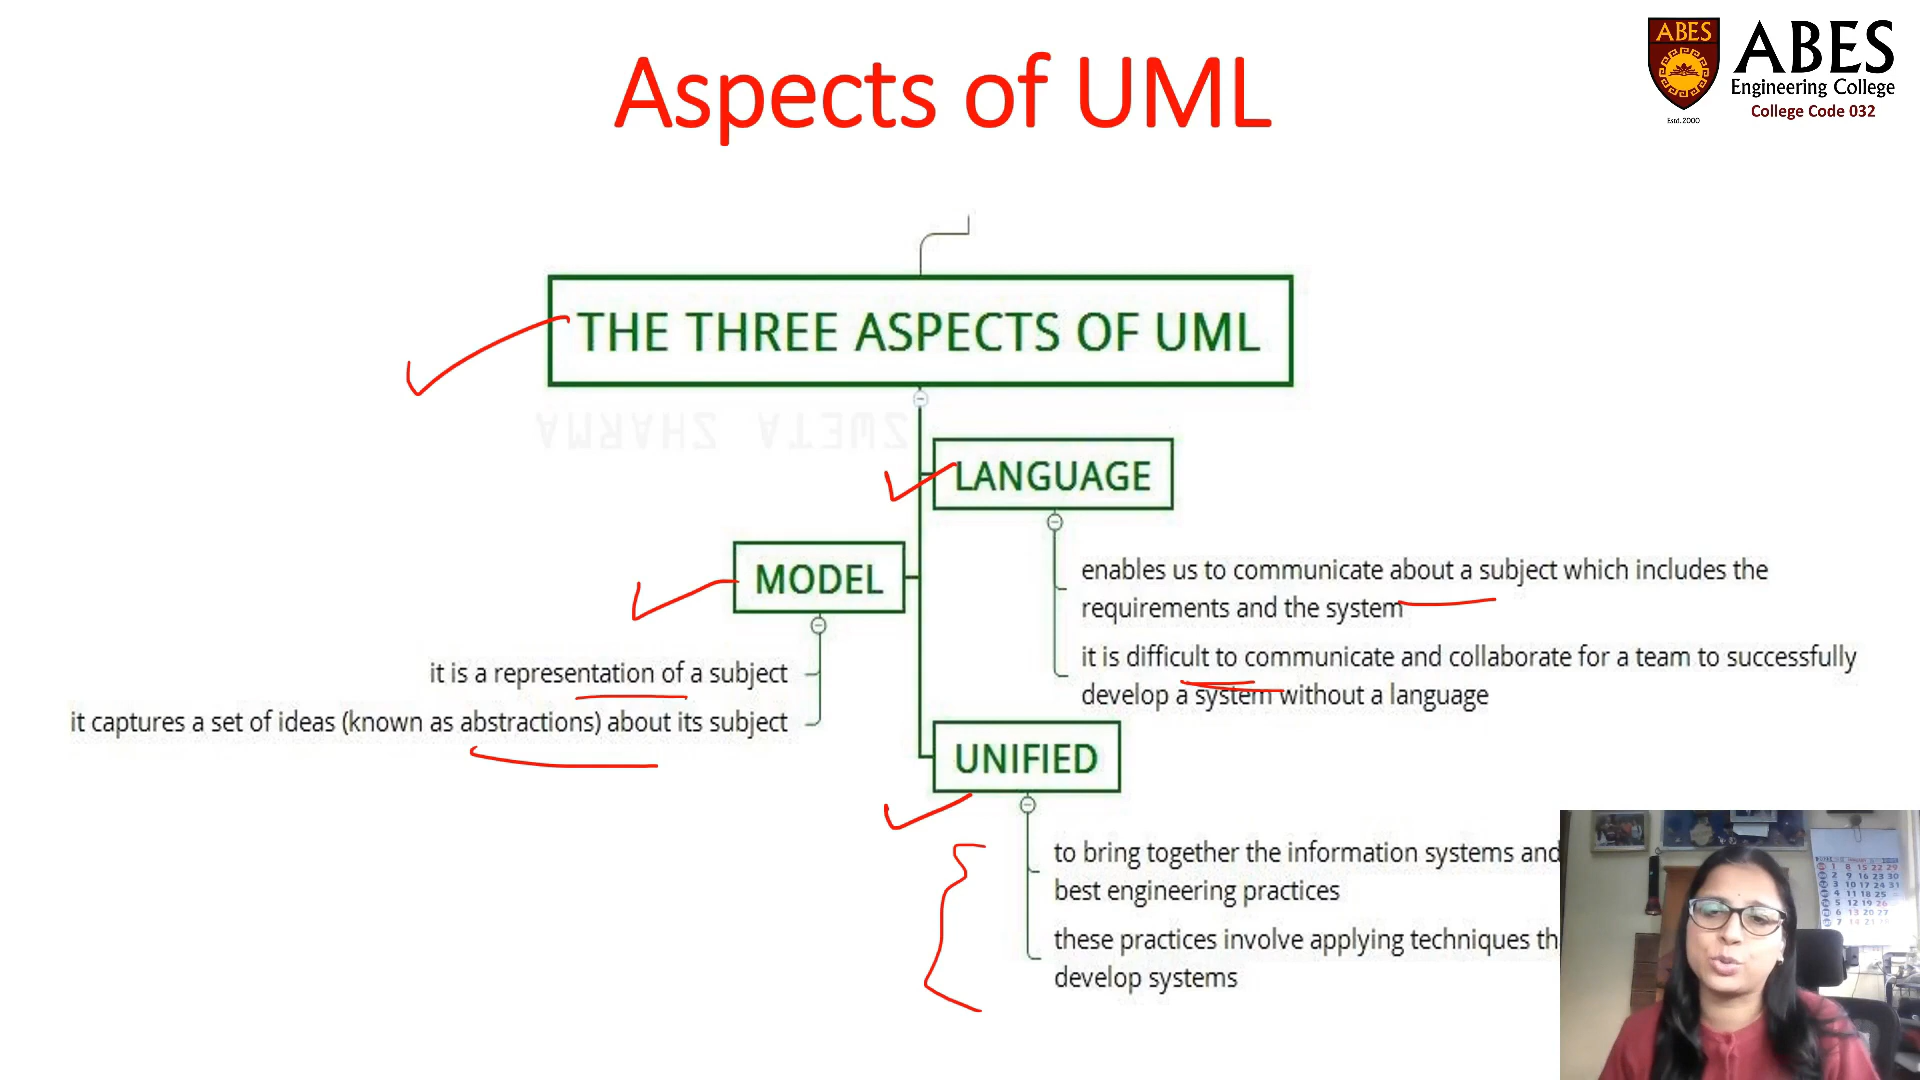 Aspects of UML
ABES
ABES
Engineering College
College Code 032
Estd. 2000
THE THREE ASPECTS OF UML
LANGUAGE
enables us to communicate about a subject which includes the
requirements and the system
it is difficult to communicate and collaborate for a team to successfully
develop a system without a language
MODEL
it is a representation of a subject
it captures a set of ideas (known as abstractions) about its subject
UNIFIED
to bring together the information systems and
best engineering practices
these practices involve applying techniques th
develop systems